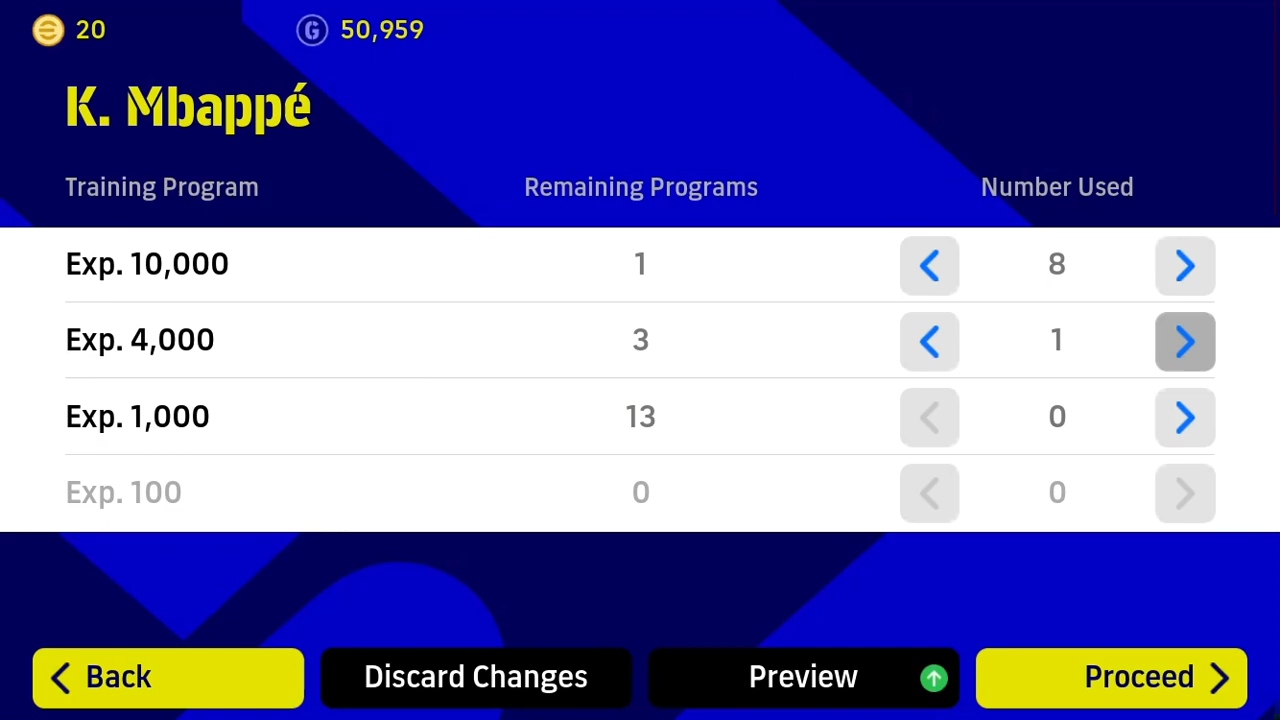 20 50,959
K. Mbappé
Training Program Remaining Programs Number Used
Exp. 10,000 1 8
Exp. 4,000 3 1
Exp. 1,000 13 0
Exp. 100 0 0
Back Discard Changes Preview Proceed